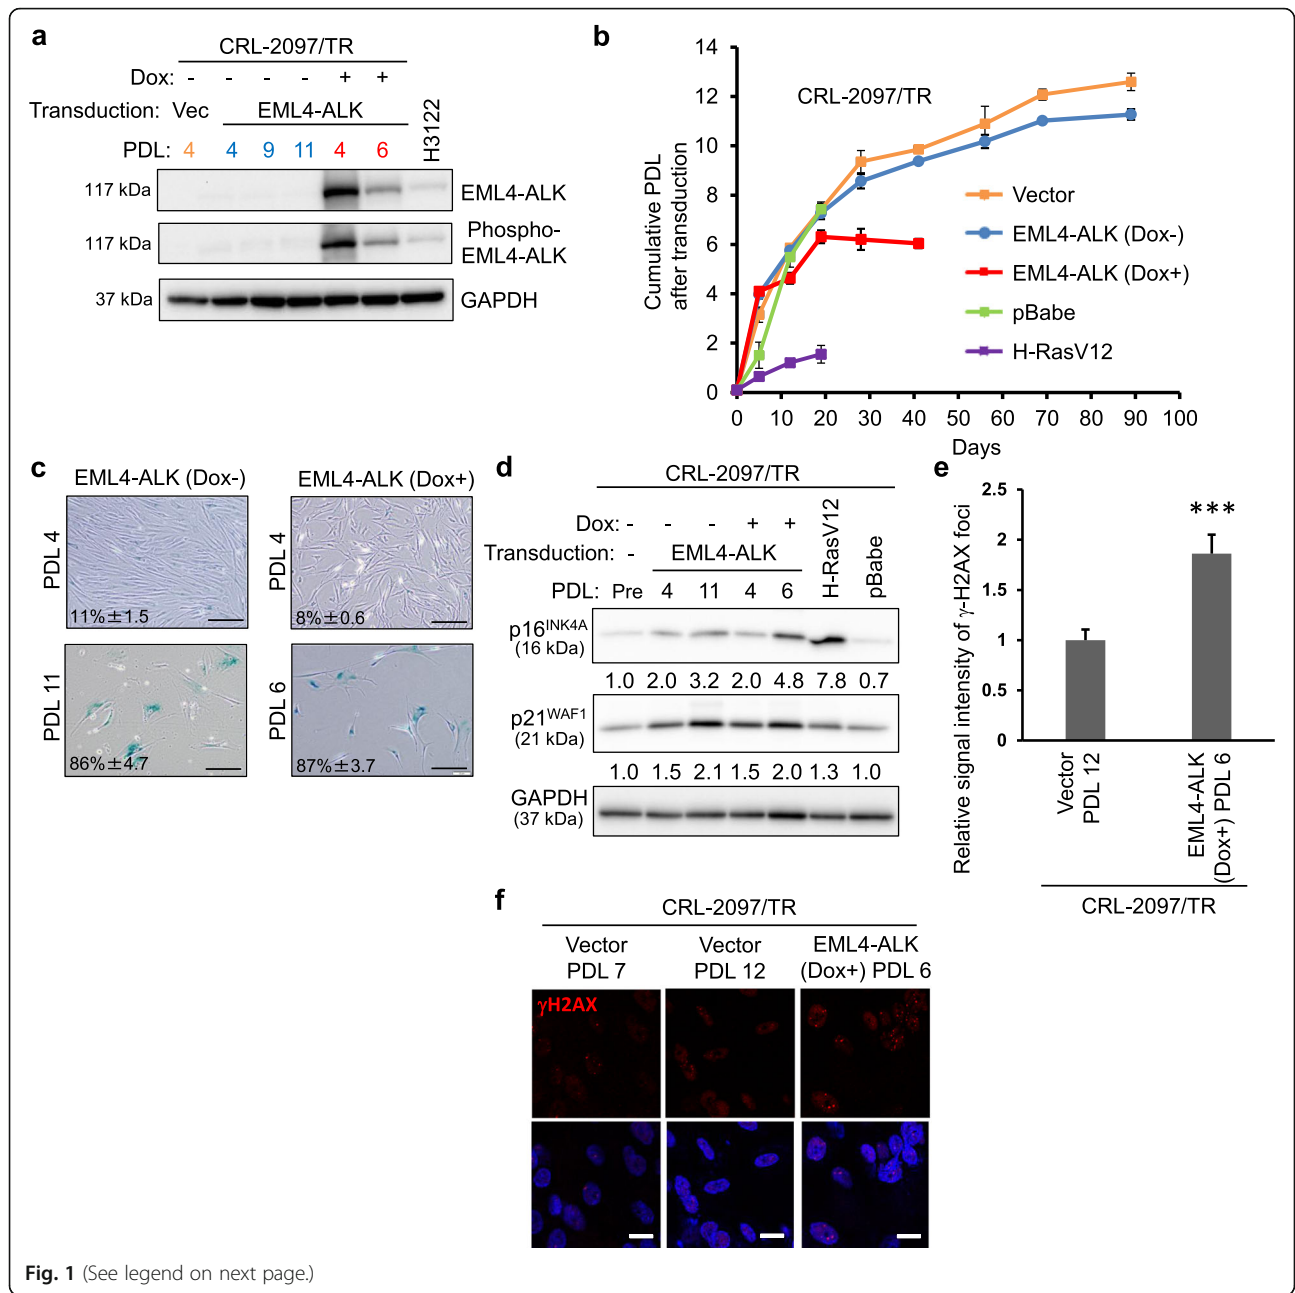 a
CRL-2097/TR
Dox: - - - - + +
Transduction: Vec EML4-ALK
H3122
PDL: 4 4 9 11 4 6
117 kDa EML4-ALK
117 kDa Phospho-
EML4-ALK
37 kDa GAPDH
b
14
12
10
8
6
4
2
0
Cumulative PDL
after transduction
CRL-2097/TR
Vector
EML4-ALK (Dox-)
EML4-ALK (Dox+)
pBabe
H-RasV12
0 10 20 30 40 50 60 70 80 90 100
Days
c
EML4-ALK (Dox-) EML4-ALK (Dox+)
PDL 4
11%±1.5
PDL 4
8%±0.6
PDL 11
86%±4.7
PDL 6
87%±3.7
d
CRL-2097/TR
Dox: - - - + +
Transduction: - EML4-ALK
H-RasV12
pBabe
PDL: Pre 4 11 4 6
p16INK4A
(16 kDa)
1.0 2.0 3.2 2.0 4.8 7.8 0.7
p21WAF1
(21 kDa)
1.0 1.5 2.1 1.5 2.0 1.3 1.0
GAPDH
(37 kDa)
e
Relative signal intensity of γ-H2AX foci
2.5
2
1.5
1
0.5
0
***
Vector
PDL 12
EML4-ALK
(Dox+) PDL 6
CRL-2097/TR
f
CRL-2097/TR
Vector
PDL 7
Vector
PDL 12
EML4-ALK
(Dox+) PDL 6
γH2AX
Fig. 1 (See legend on next page.)